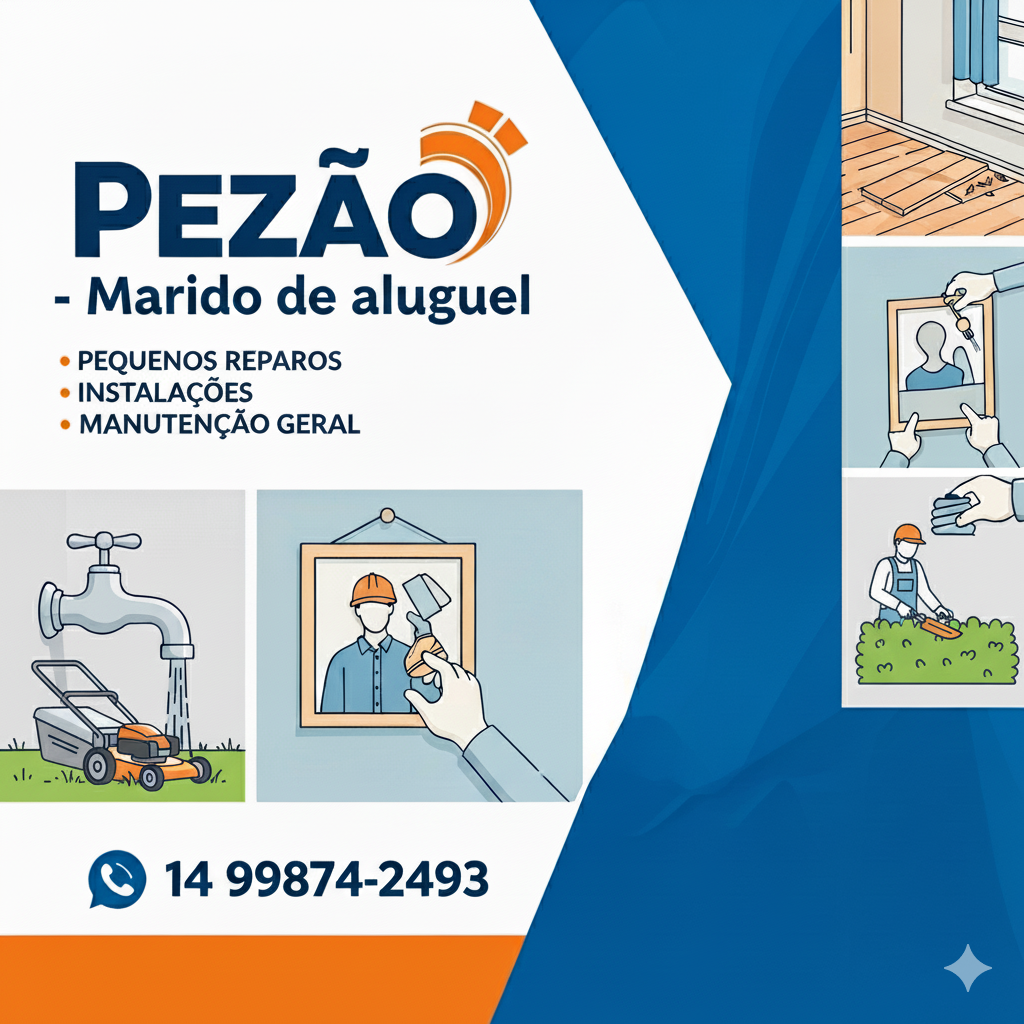 PEZÃO
- Marido de aluguel
• PEQUENOS REPAROS
• INSTALAÇÕES
• MANUTENÇÃO GERAL
14 99874-2493